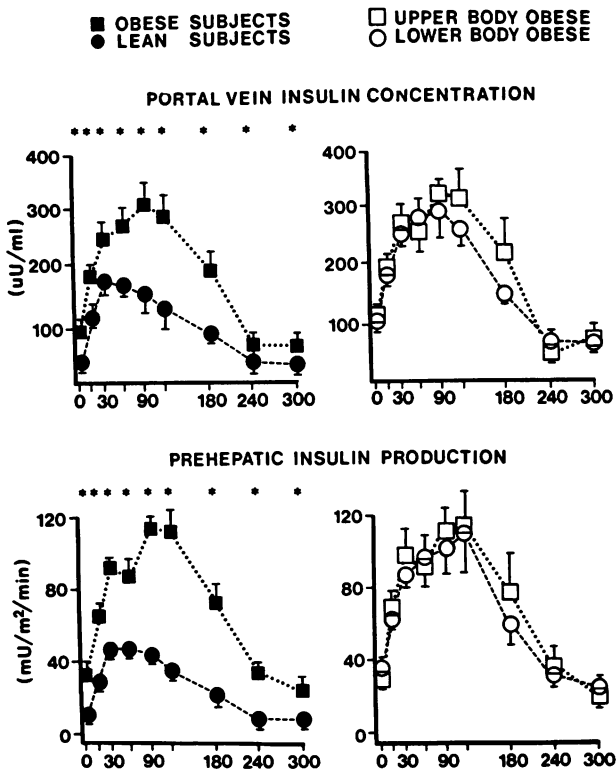 OBESE SUBJECTS
LEAN SUBJECTS
UPPER BODY OBESE
LOWER BODY OBESE
PORTAL VEIN INSULIN CONCENTRATION
* * * * * * * * *
400
300
200
100
(uU/ml)
0 30 90 180 240 300
400
300
200
100
0 30 90 180 240 300
PREHEPATIC INSULIN PRODUCTION
* * * * * * * * *
120
80
40
0
(mU/m²/min)
0 30 90 180 240 300
120
80
40
0
0 30 90 180 240 300